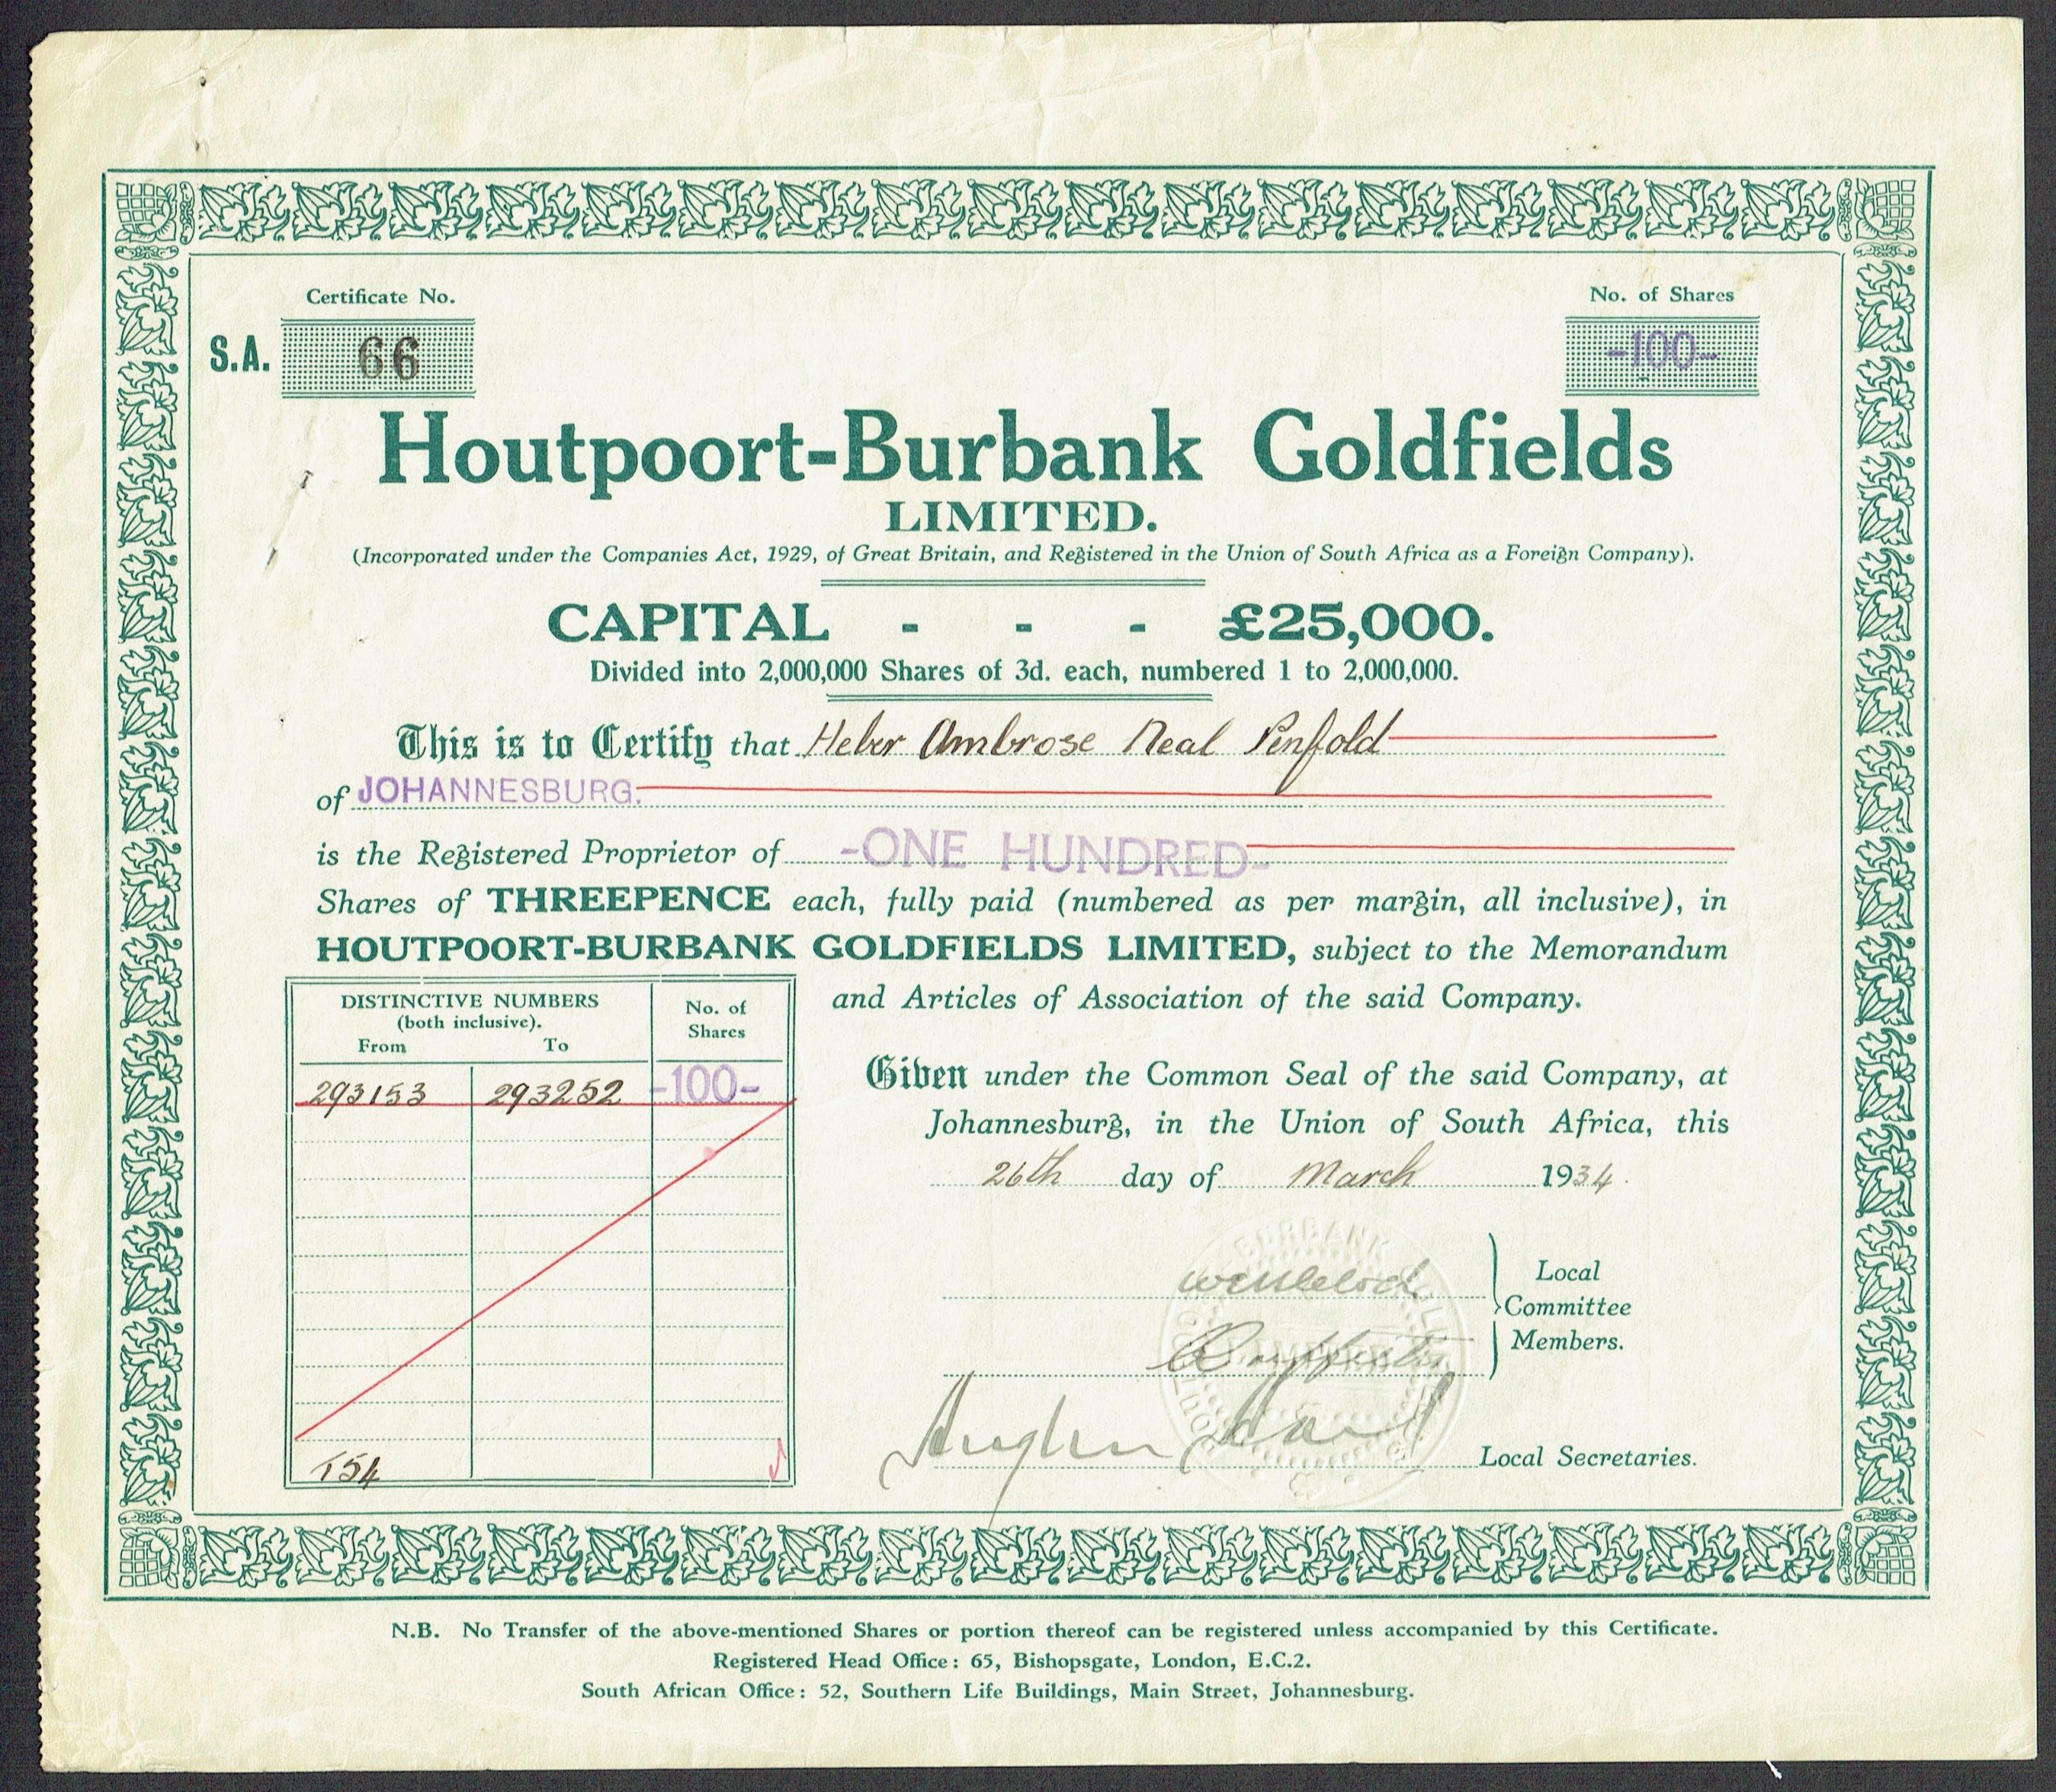 Certificate No.
No. of Shares
S.A. 66
-100-
Houtpoort-Burbank Goldfields
LIMITED.
(Incorporated under the Companies Act, 1929, of Great Britain, and Registered in the Union of South Africa as a Foreign Company).
CAPITAL - - - £25,000.
Divided into 2,000,000 Shares of 3d. each, numbered 1 to 2,000,000.
This is to Certify that Heber Ambrose Neal Penfold
of JOHANNESBURG.
is the Registered Proprietor of -ONE HUNDRED-
Shares of THREEPENCE each, fully paid (numbered as per margin, all inclusive), in
HOUTPOORT-BURBANK GOLDFIELDS LIMITED, subject to the Memorandum
and Articles of Association of the said Company.
DISTINCTIVE NUMBERS
(both inclusive).
From To
No. of
Shares
293153 293252 -100-
T54
Given under the Common Seal of the said Company, at
Johannesburg, in the Union of South Africa, this
26th day of March 1934.
Local
Committee
Members.
Local Secretaries.
N.B. No Transfer of the above-mentioned Shares or portion thereof can be registered unless accompanied by this Certificate.
Registered Head Office: 65, Bishopsgate, London, E.C.2.
South African Office: 52, Southern Life Buildings, Main Street, Johannesburg.